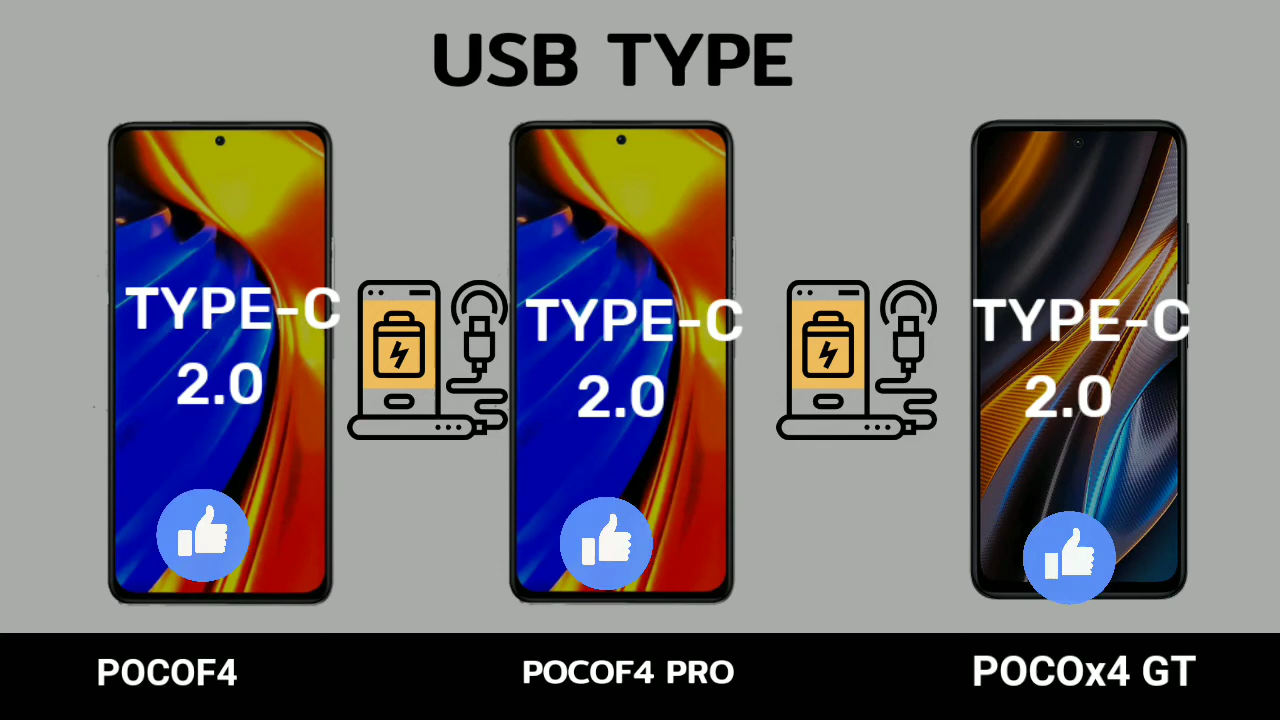 USB TYPE
TYPE-C
2.0
TYPE-C
2.0
TYPE-C
2.0
POCOF4
POCOF4 PRO
POCOx4 GT